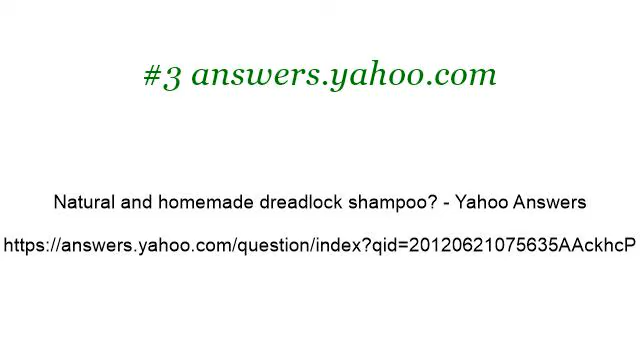 #3 answers.yahoo.com
Natural and homemade dreadlock shampoo? - Yahoo Answers
https://answers.yahoo.com/question/index?qid=20120621075635AAckhcP